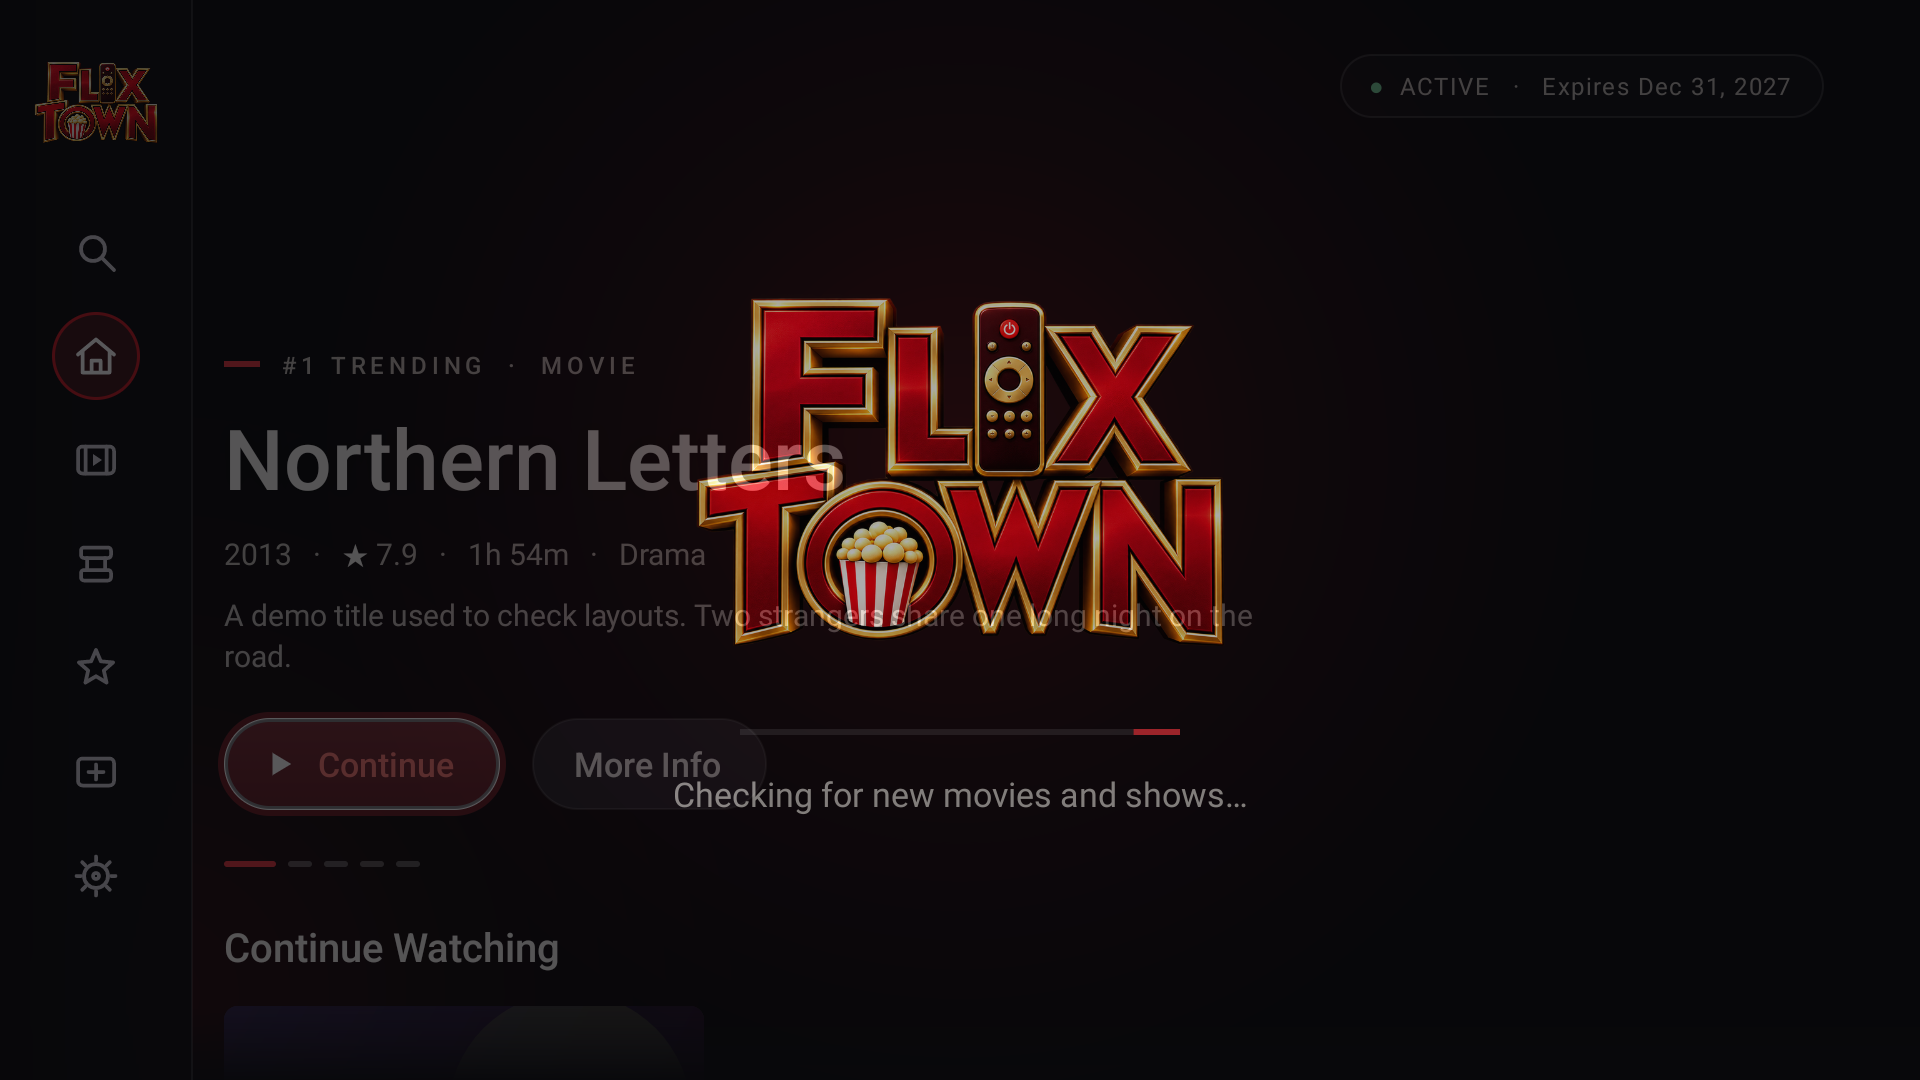 FLIX
TOWN
ACTIVE · Expires Dec 31, 2027
#1 TRENDING · MOVIE
Northern Letters
2013 · ★ 7.9 · 1h 54m · Drama
A demo title used to check layouts. Two strangers share one long night on the
road.
Continue
More Info
FLIX
TOWN
Checking for new movies and shows...
Continue Watching